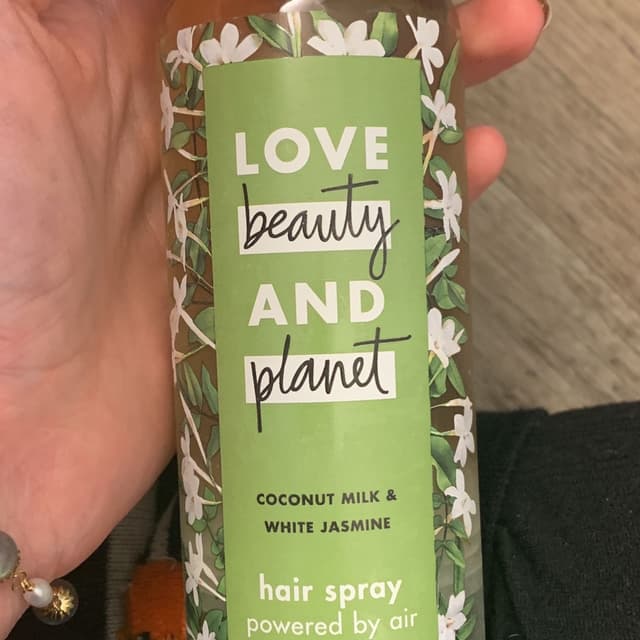 LOVE
beauty
AND
planet
COCONUT MILK &
WHITE JASMINE
hair spray
powered by air